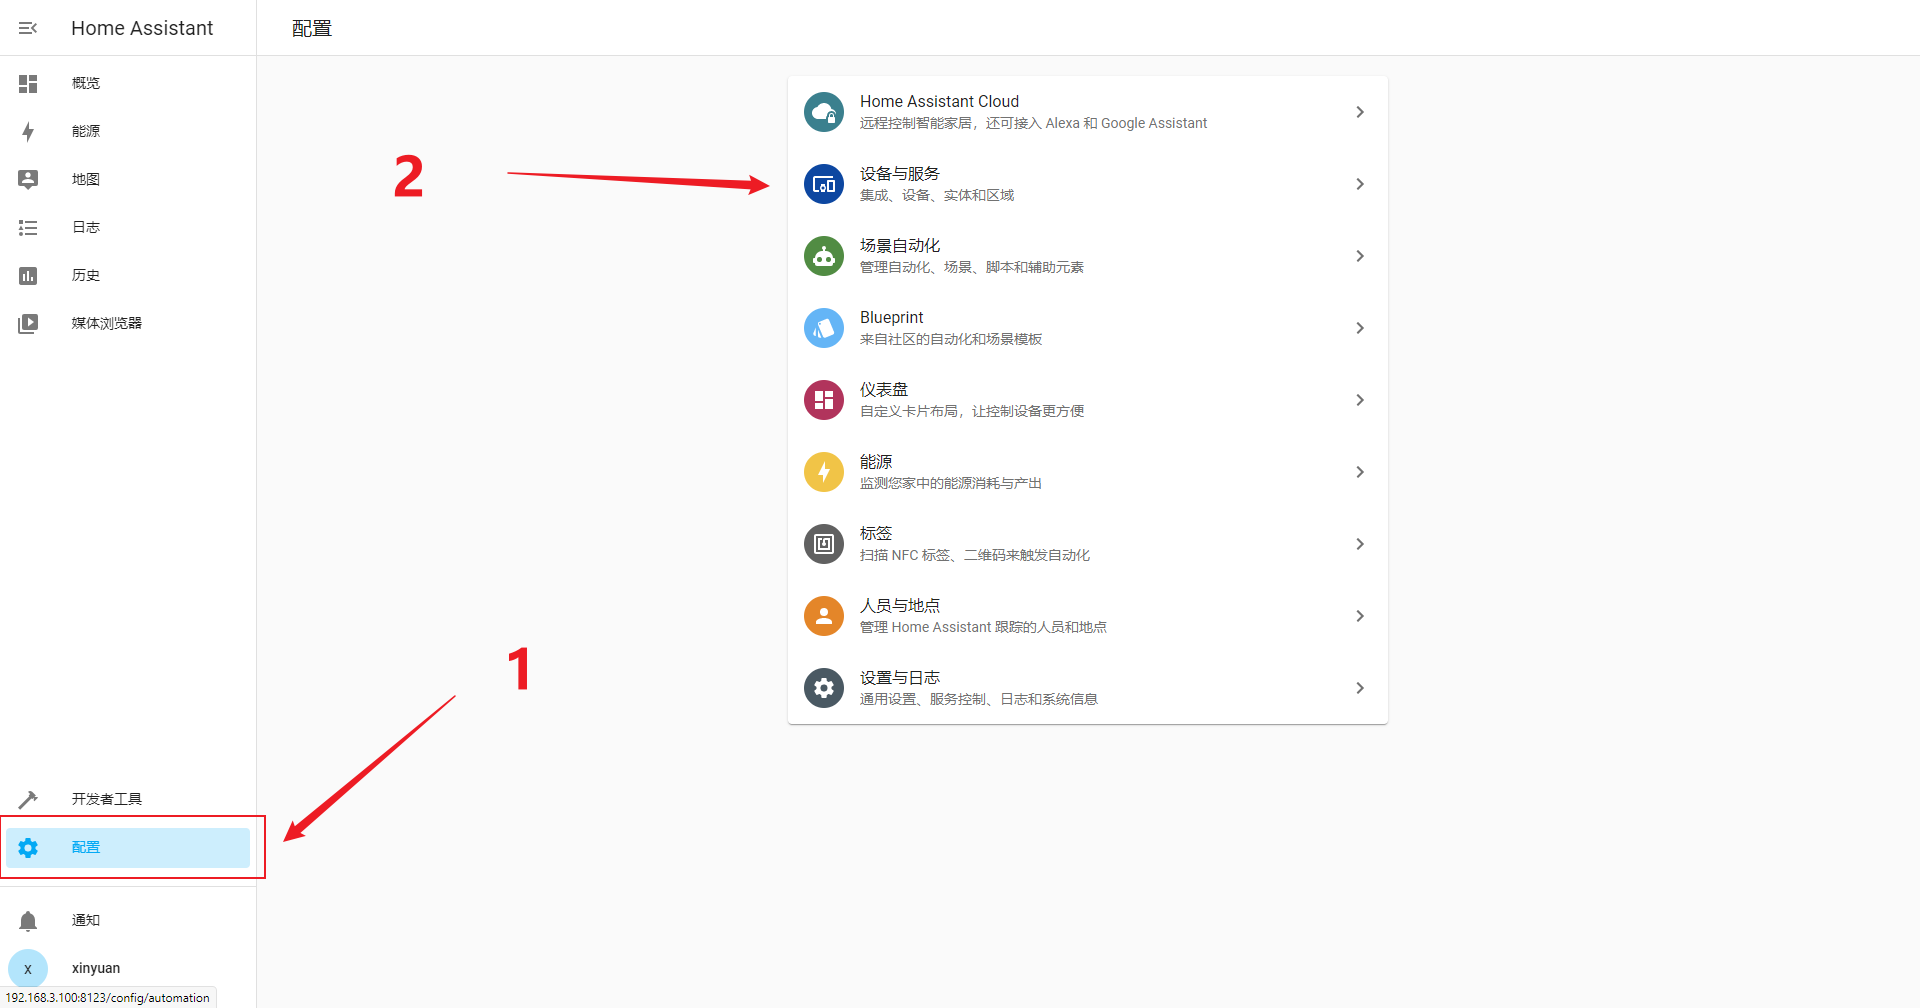 Home Assistant
配置
概览
能源
地图
日志
历史
媒体浏览器
开发者工具
配置
通知
x
xinyuan
192.168.3.100:8123/config/automation
Home Assistant Cloud
远程控制智能家居，还可接入 Alexa 和 Google Assistant
设备与服务
集成、设备、实体和区域
场景自动化
管理自动化、场景、脚本和辅助元素
Blueprint
来自社区的自动化和场景模板
仪表盘
自定义卡片布局，让控制设备更方便
能源
监测您家中的能源消耗与产出
标签
扫描 NFC 标签、二维码来触发自动化
人员与地点
管理 Home Assistant 跟踪的人员和地点
设置与日志
通用设置、服务控制、日志和系统信息
2
1